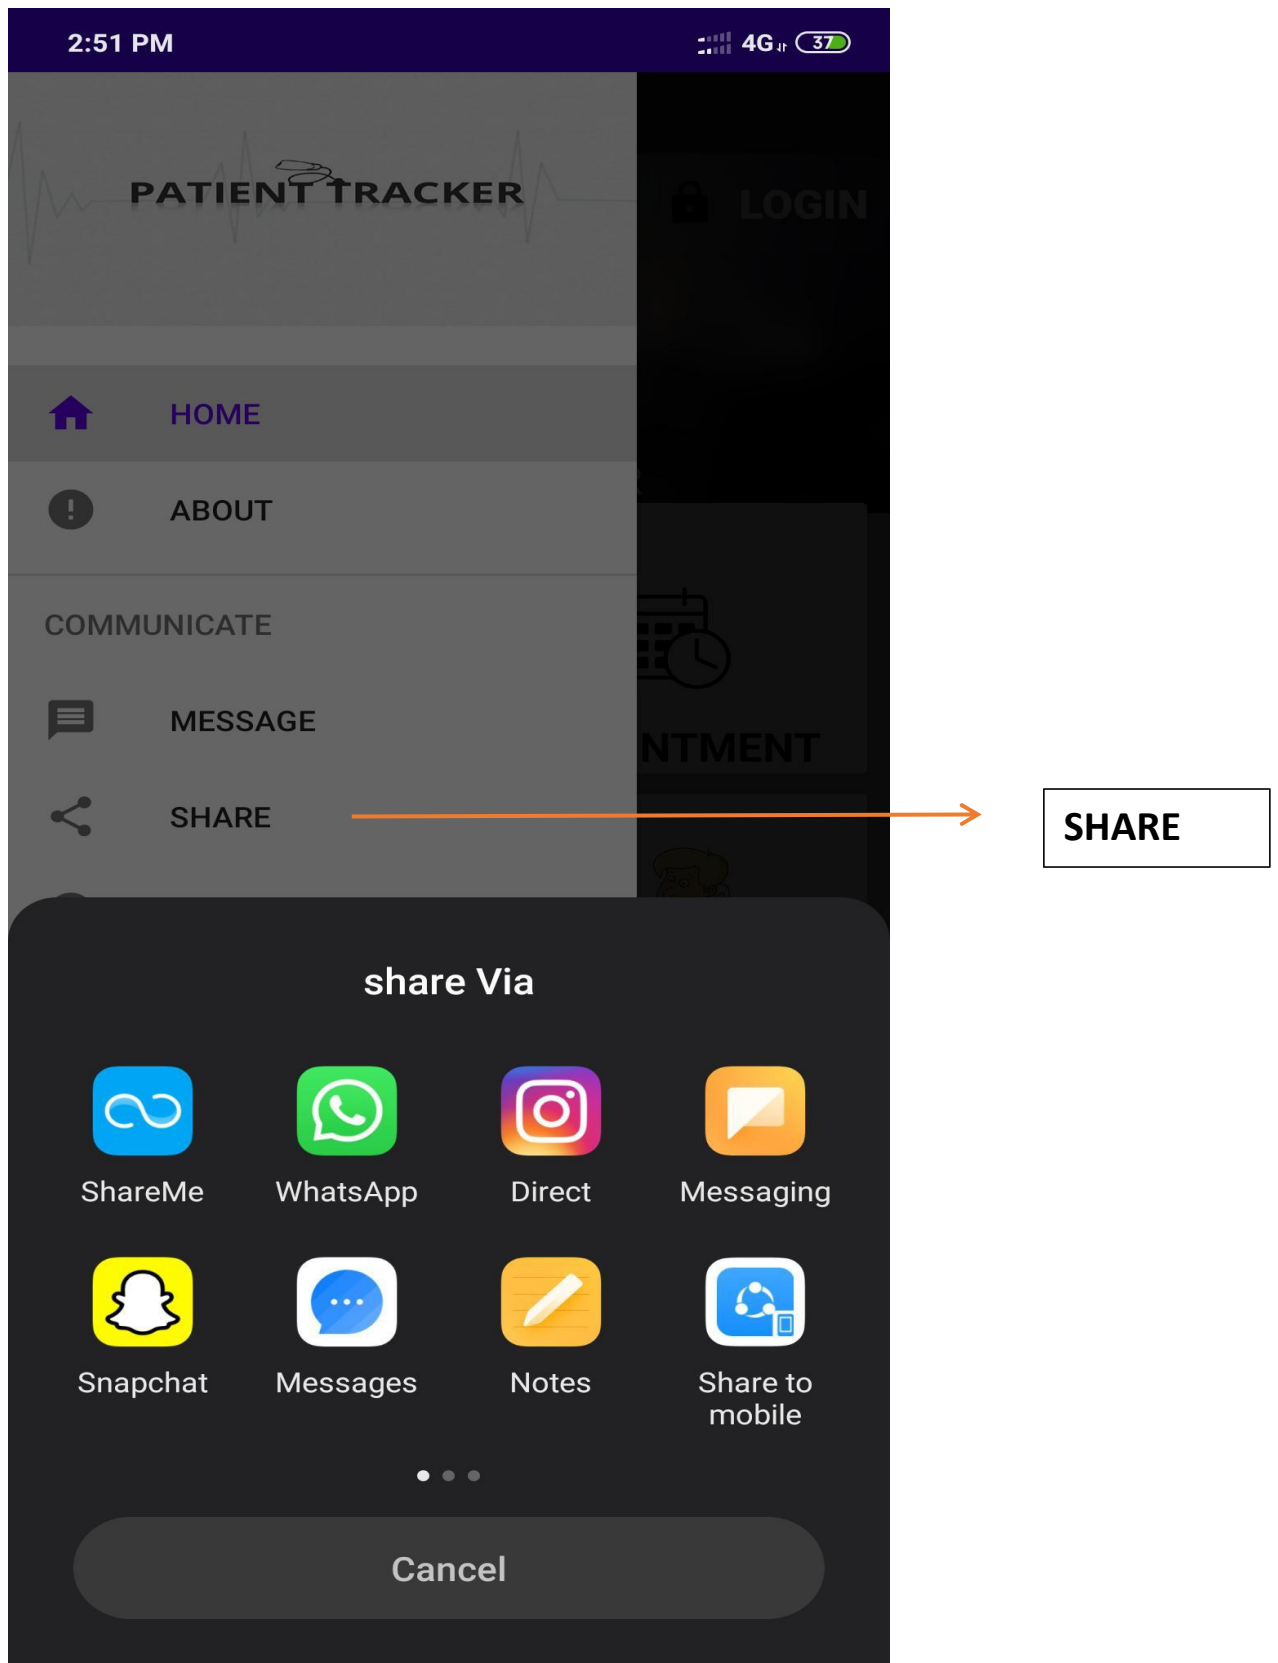 2:51 PM
4G 37
PATIENT TRACKER
LOGIN
HOME
ABOUT
COMMUNICATE
MESSAGE
NTMENT
SHARE
SHARE
share Via
ShareMe WhatsApp Direct Messaging
Snapchat Messages Notes Share to
mobile
Cancel